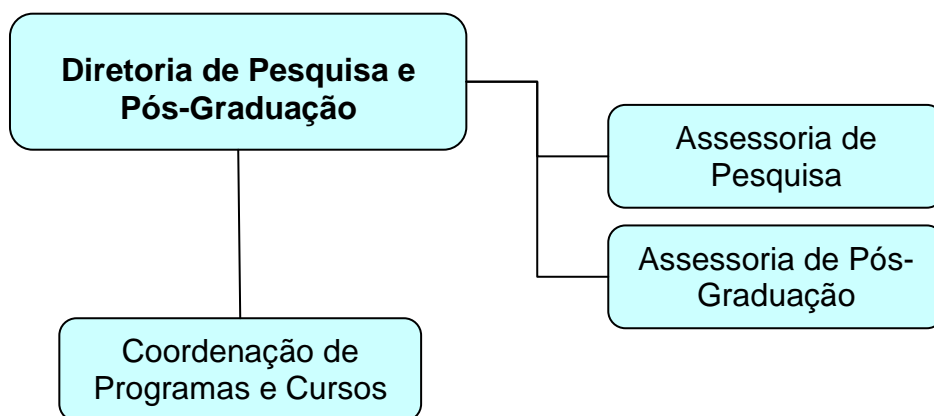 Diretoria de Pesquisa e
Pós-Graduação
Assessoria de
Pesquisa
Assessoria de Pós-
Graduação
Coordenação de
Programas e Cursos